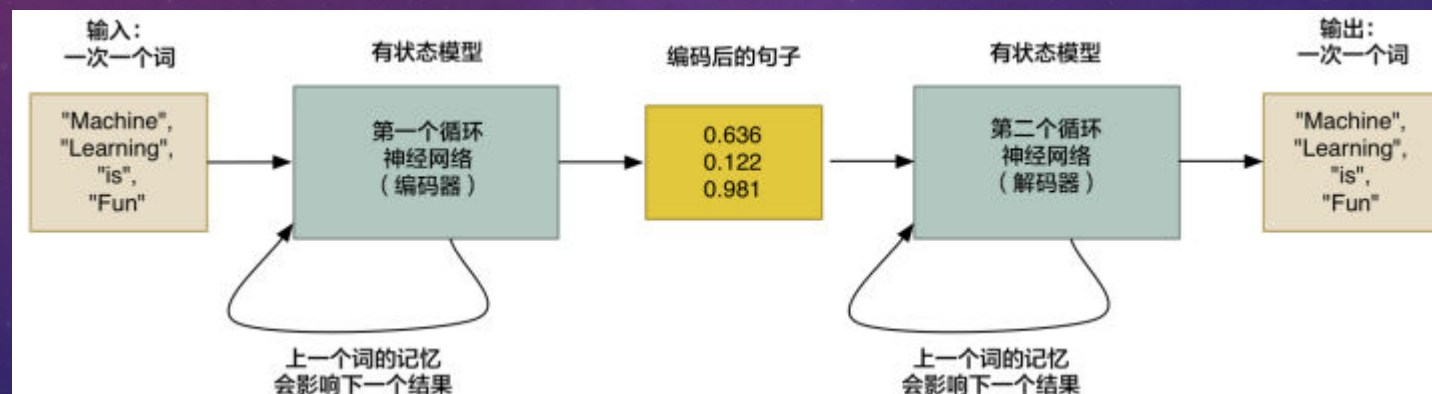 输入：
一次一个词
"Machine",
"Learning",
"is",
"Fun"
有状态模型
第一个循环
神经网络
（编码器）
上一个词的记忆
会影响下一个结果
编码后的句子
0.636
0.122
0.981
有状态模型
第二个循环
神经网络
（解码器）
上一个词的记忆
会影响下一个结果
输出：
一次一个词
"Machine",
"Learning",
"is",
"Fun"